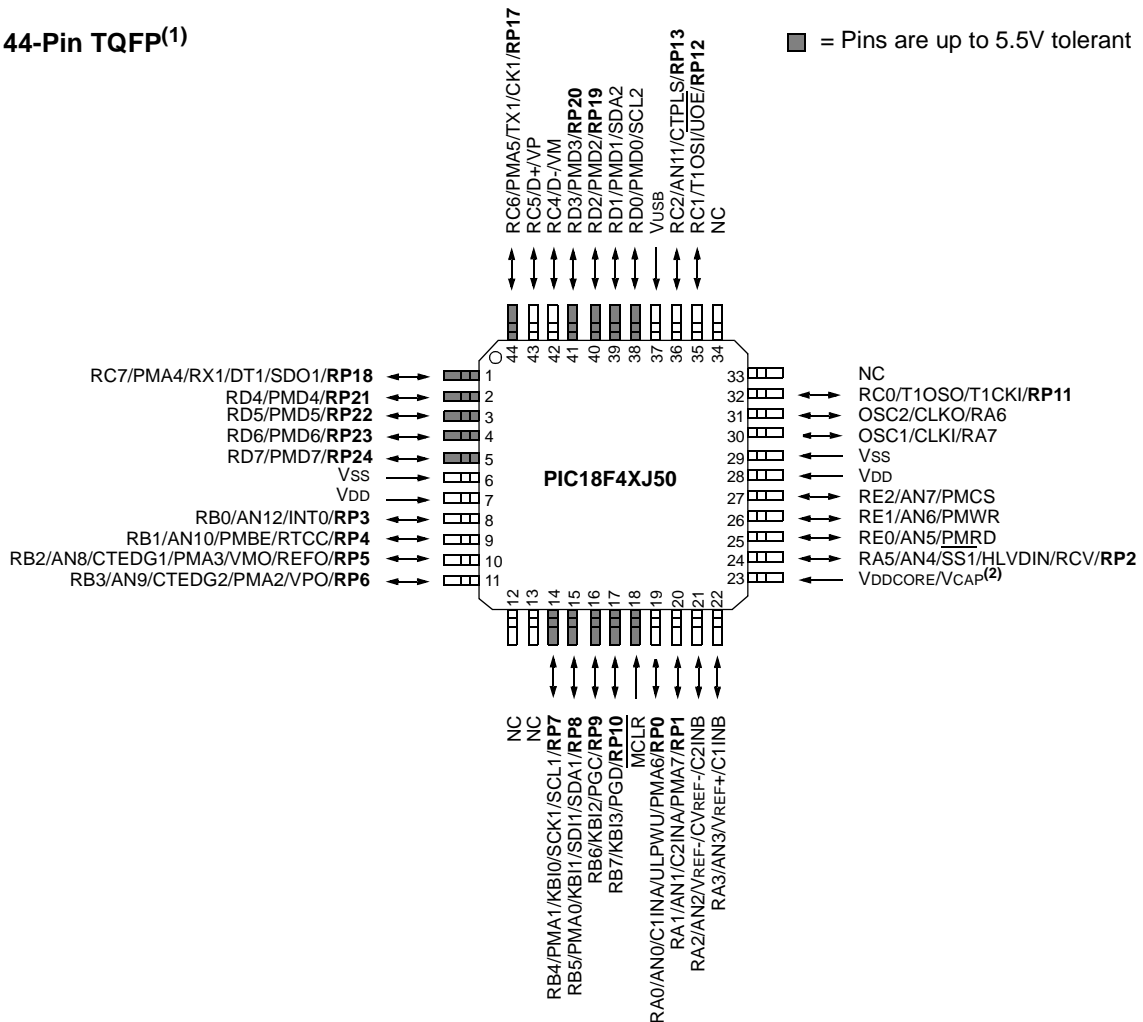 44-Pin TQFP(1)
= Pins are up to 5.5V tolerant
RC6/PMA5/TX1/CK1/RP17
RC5/D+/VP
RC4/D-/VM
RD3/PMD3/RP20
RD2/PMD2/RP19
RD1/PMD1/SDA2
RD0/PMD0/SCL2
VUSB
RC2/AN11/CTPLS/RP13
RC1/T1OSI/UOE/RP12
NC
44 43 42 41 40 39 38 37 36 35 34
RC7/PMA4/RX1/DT1/SDO1/RP18 1
RD4/PMD4/RP21 2
RD5/PMD5/RP22 3
RD6/PMD6/RP23 4
RD7/PMD7/RP24 5
VSS 6
VDD 7
RB0/AN12/INT0/RP3 8
RB1/AN10/PMBE/RTCC/RP4 9
RB2/AN8/CTEDG1/PMA3/VMO/REFO/RP5 10
RB3/AN9/CTEDG2/PMA2/VPO/RP6 11
PIC18F4XJ50
33 NC
32 RC0/T1OSO/T1CKI/RP11
31 OSC2/CLKO/RA6
30 OSC1/CLKI/RA7
29 VSS
28 VDD
27 RE2/AN7/PMCS
26 RE1/AN6/PMWR
25 RE0/AN5/PMRD
24 RA5/AN4/SS1/HLVDIN/RCV/RP2
23 VDDCORE/VCAP(2)
12 13 14 15 16 17 18 19 20 21 22
NC
NC
RB4/PMA1/KBI0/SCK1/SCL1/RP7
RB5/PMA0/KBI1/SDI1/SDA1/RP8
RB6/KBI2/PGC/RP9
RB7/KBI3/PGD/RP10
MCLR
RA0/AN0/C1INA/ULPWU/PMA6/RP0
RA1/AN1/C2INA/PMA7/RP1
RA2/AN2/VREF-/CVREF-/C2INB
RA3/AN3/VREF+/C1INB